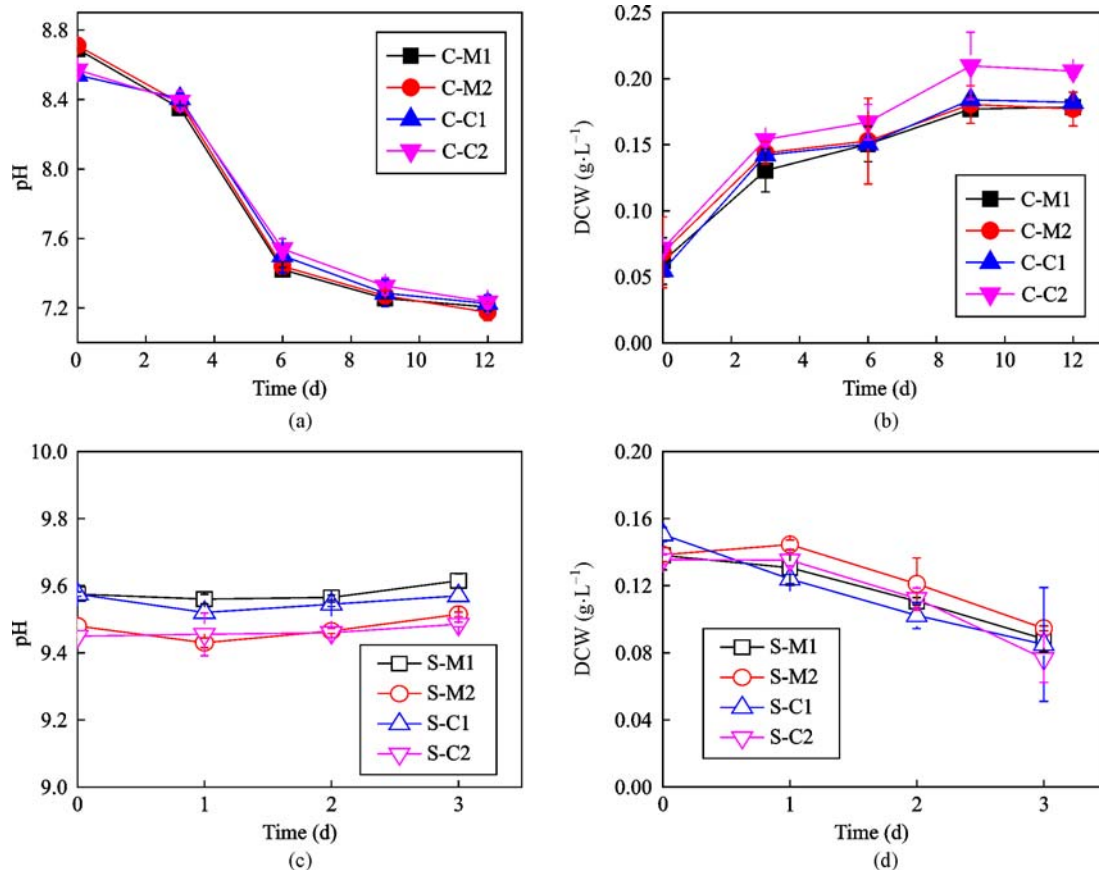 8.8
8.4
8.0
7.6
7.2
pH
0 2 4 6 8 10 12
Time (d)
C-M1
C-M2
C-C1
C-C2
(a)
0.25
0.20
0.15
0.10
0.05
0.00
DCW (g·L⁻¹)
0 2 4 6 8 10 12
Time (d)
C-M1
C-M2
C-C1
C-C2
(b)
10.0
9.8
9.6
9.4
9.2
9.0
pH
0 1 2 3
Time (d)
S-M1
S-M2
S-C1
S-C2
(c)
0.20
0.16
0.12
0.08
0.04
0.00
DCW (g·L⁻¹)
0 1 2 3
Time (d)
S-M1
S-M2
S-C1
S-C2
(d)